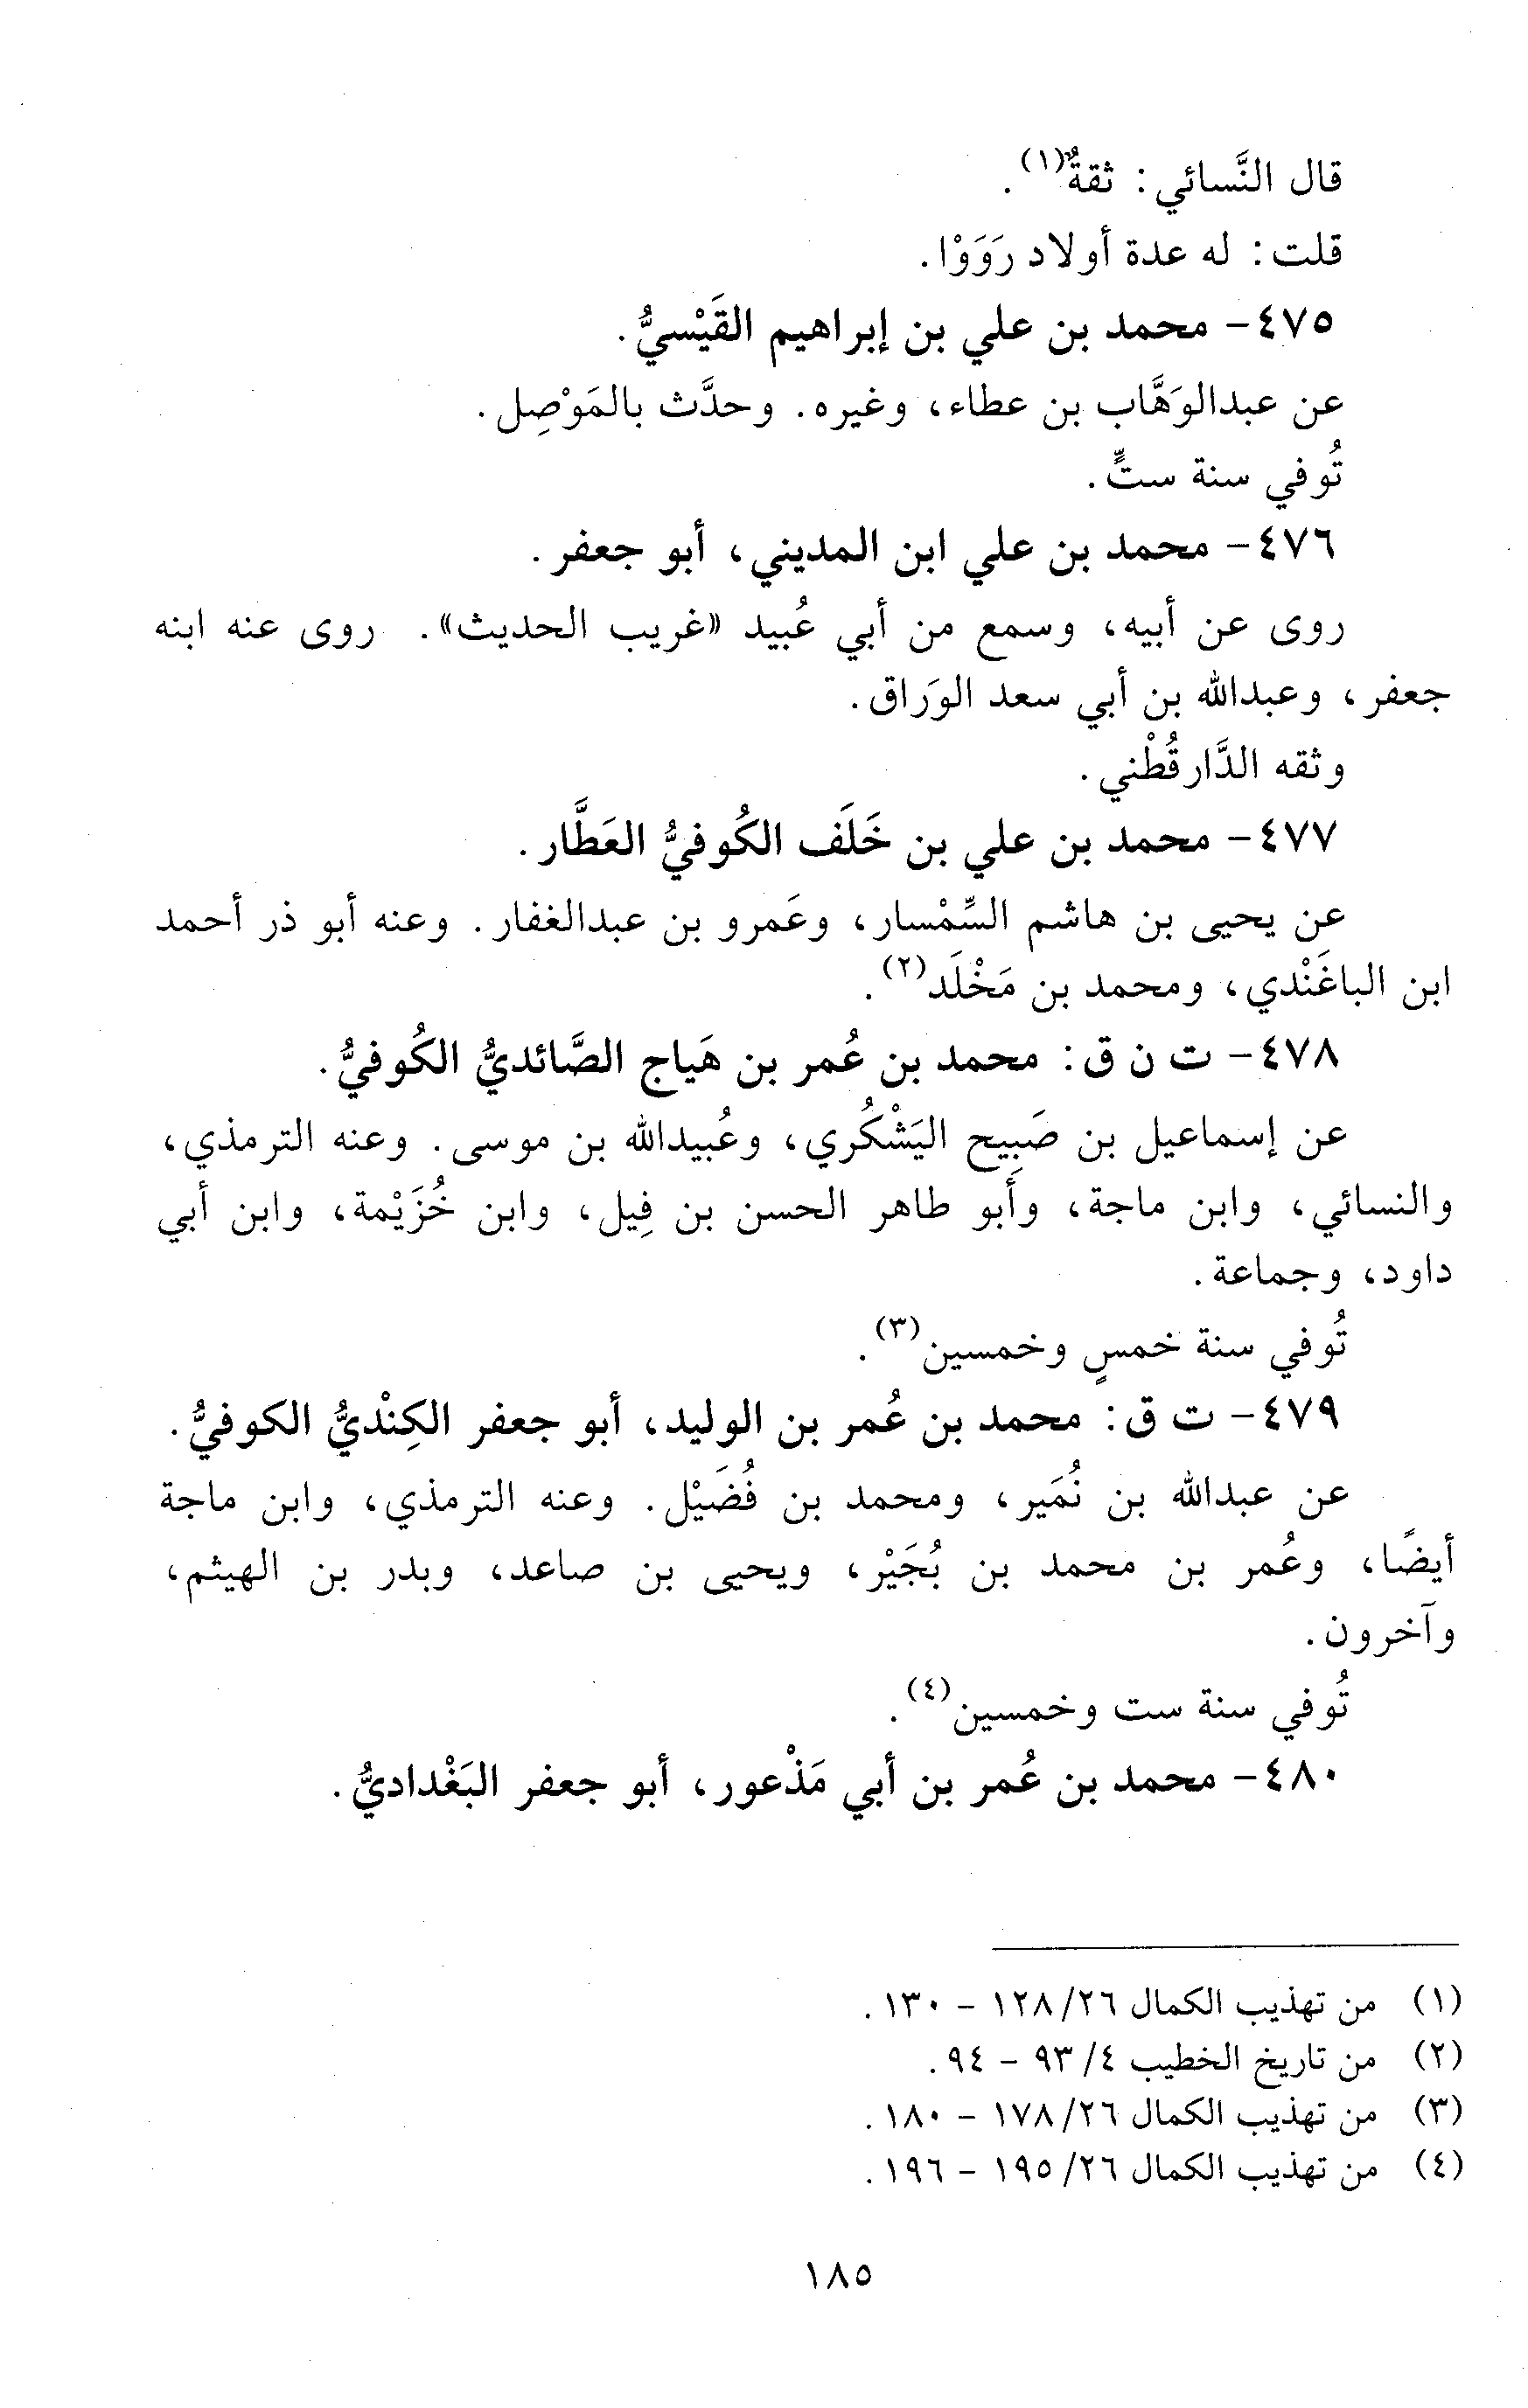 قال النَّسائي: ثقةٌ(١).
قلت: له عدة أولاد رَوَوْا.
٤٧٥- محمد بن علي بن إبراهيم القَيْسيُّ.
عن عبدالوَهَّاب بن عطاء، وغيره. وحدَّث بالمَوْصِل.
تُوفي سنة ستٍّ.
٤٧٦- محمد بن علي ابن المديني، أبو جعفر.
روى عن أبيه، وسمع من أبي عُبيد «غريب الحديث». روى عنه ابنه
جعفر، وعبدالله بن أبي سعد الوَراق.
وثقه الدَّارقُطْني.
٤٧٧- محمد بن علي بن خَلَف الكُوفيُّ العَطَّار.
عن يحيى بن هاشم السِّمْسار، وعَمرو بن عبدالغفار. وعنه أبو ذر أحمد
ابن الباغَنْدي، ومحمد بن مَخْلَد(٢).
٤٧٨- ت ن ق: محمد بن عُمر بن هَياج الصَّائديُّ الكُوفيُّ.
عن إسماعيل بن صَبِيح اليَشْكُري، وعُبيدالله بن موسى. وعنه الترمذي،
والنسائي، وابن ماجة، وأبو طاهر الحسن بن فِيل، وابن خُزَيْمة، وابن أبي
داود، وجماعة.
تُوفي سنة خمسٍ وخمسين(٣).
٤٧٩- ت ق: محمد بن عُمر بن الوليد، أبو جعفر الكِنْديُّ الكوفيُّ.
عن عبدالله بن نُمَير، ومحمد بن فُضَيْل. وعنه الترمذي، وابن ماجة
أيضًا، وعُمر بن محمد بن بُجَيْر، ويحيى بن صاعد، وبدر بن الهيثم،
وآخرون.
تُوفي سنة ست وخمسين(٤).
٤٨٠- محمد بن عُمر بن أبي مَذْعور، أبو جعفر البَغْداديُّ.
(١) من تهذيب الكمال ٢٦/ ١٢٨ - ١٣٠.
(٢) من تاريخ الخطيب ٤/ ٩٣ - ٩٤.
(٣) من تهذيب الكمال ٢٦/ ١٧٨ - ١٨٠.
(٤) من تهذيب الكمال ٢٦/ ١٩٥ - ١٩٦.
١٨٥